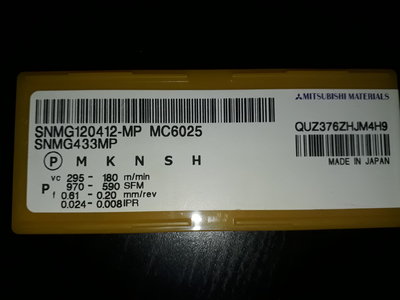 MITSUBISHI MATERIALS
SNMG120412-MP MC6025
SNMG433MP
QUZ376ZHJM4H9
MADE IN JAPAN
P M K N S H
P
vc 295 - 180 m/min
970 - 590 SFM
f 0.61 - 0.20 mm/rev
0.024 - 0.008 IPR